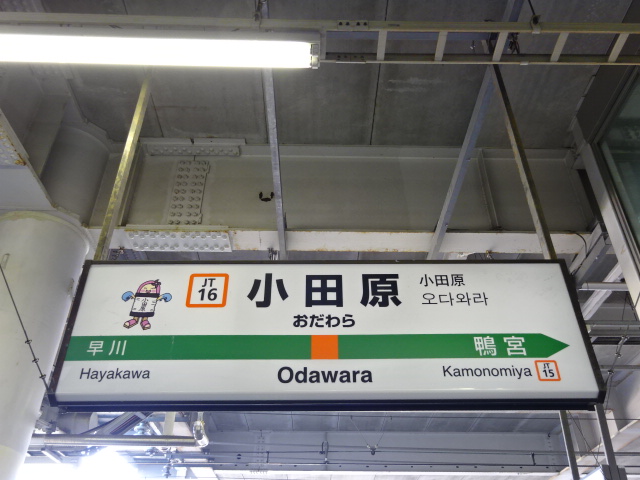 JT
16
小田原
小田原
오다와라
おだわら
早川
鴨宮
Hayakawa
Odawara
Kamonomiya
JT
15